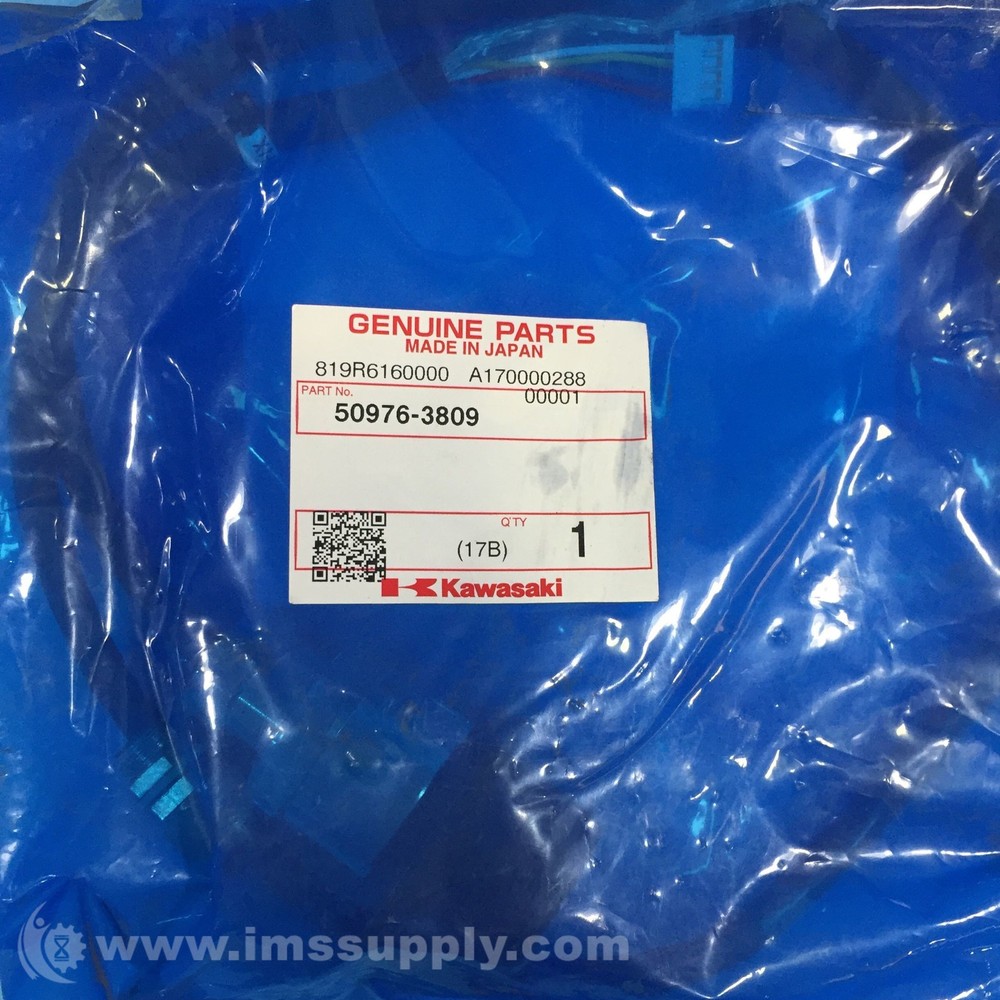 GENUINE PARTS
MADE IN JAPAN
819R6160000 A170000288
00001
PART No.
50976-3809
Q'TY
(17B) 1
Kawasaki
www.imssupply.com